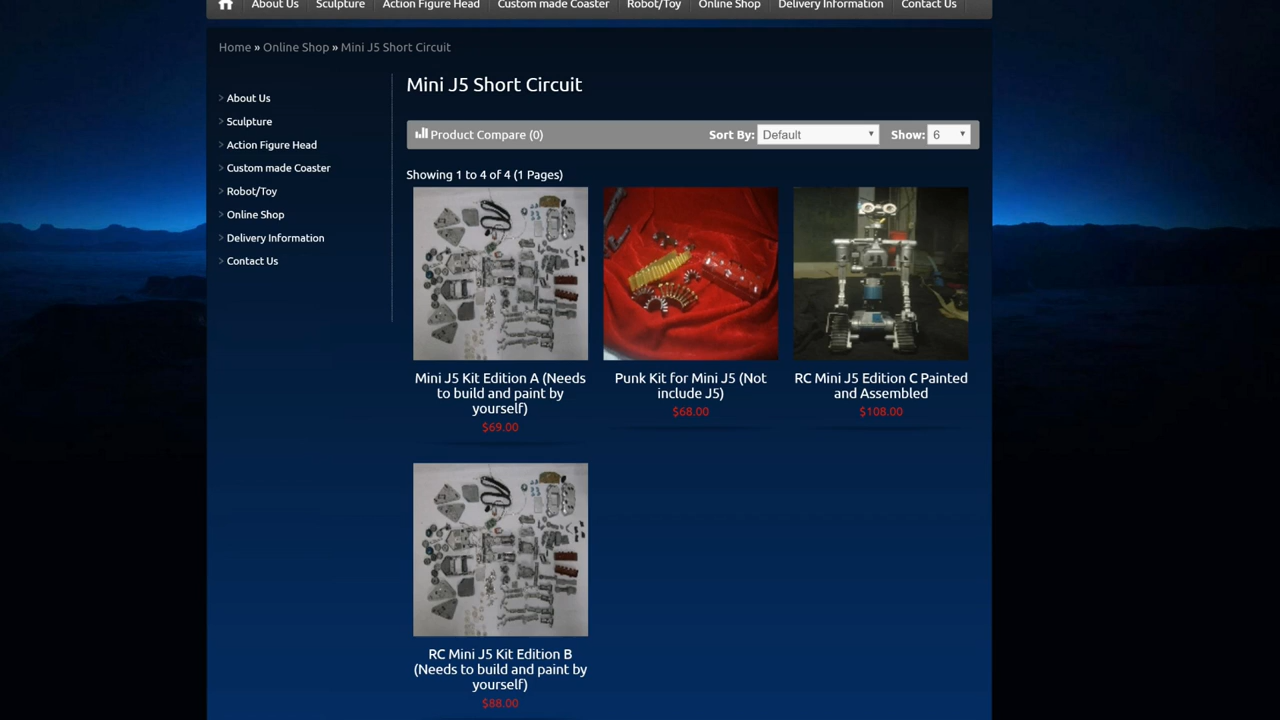 About Us Sculpture Action Figure Head Custom made Coaster Robot/Toy Online Shop Delivery Information Contact Us
Home » Online Shop » Mini J5 Short Circuit
> About Us
> Sculpture
> Action Figure Head
> Custom made Coaster
> Robot/Toy
> Online Shop
> Delivery Information
> Contact Us
Mini J5 Short Circuit
Product Compare (0) Sort By: Default Show: 6
Showing 1 to 4 of 4 (1 Pages)
Mini J5 Kit Edition A (Needs
to build and paint by
yourself)
$69.00
Punk Kit for Mini J5 (Not
include J5)
$68.00
RC Mini J5 Edition C Painted
and Assembled
$108.00
RC Mini J5 Kit Edition B
(Needs to build and paint by
yourself)
$88.00